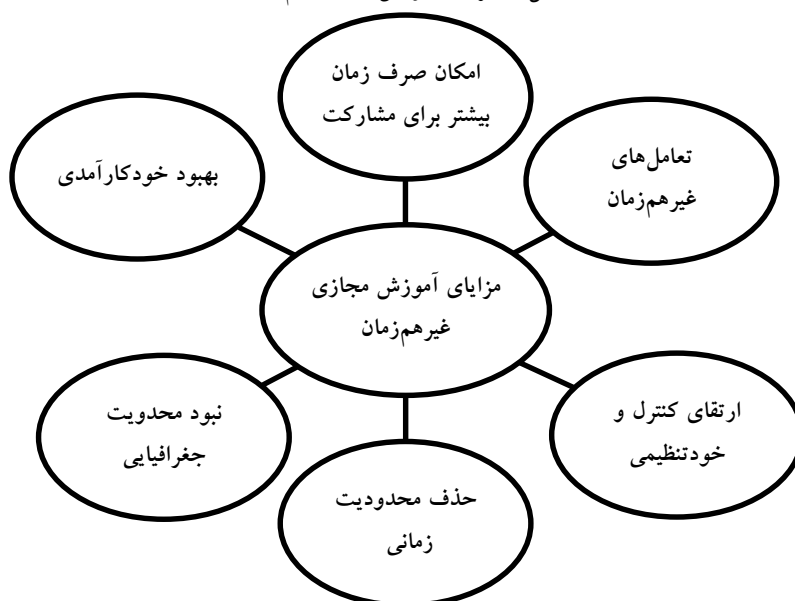 امکان صرف زمان
بیشتر برای مشارکت
تعامل‌های
غیرهم‌زمان
بهبود خودکارآمدی
مزایای آموزش مجازی
غیرهم‌زمان
ارتقای کنترل و
خودتنظیمی
نبود محدویت
جغرافیایی
حذف محدودیت
زمانی